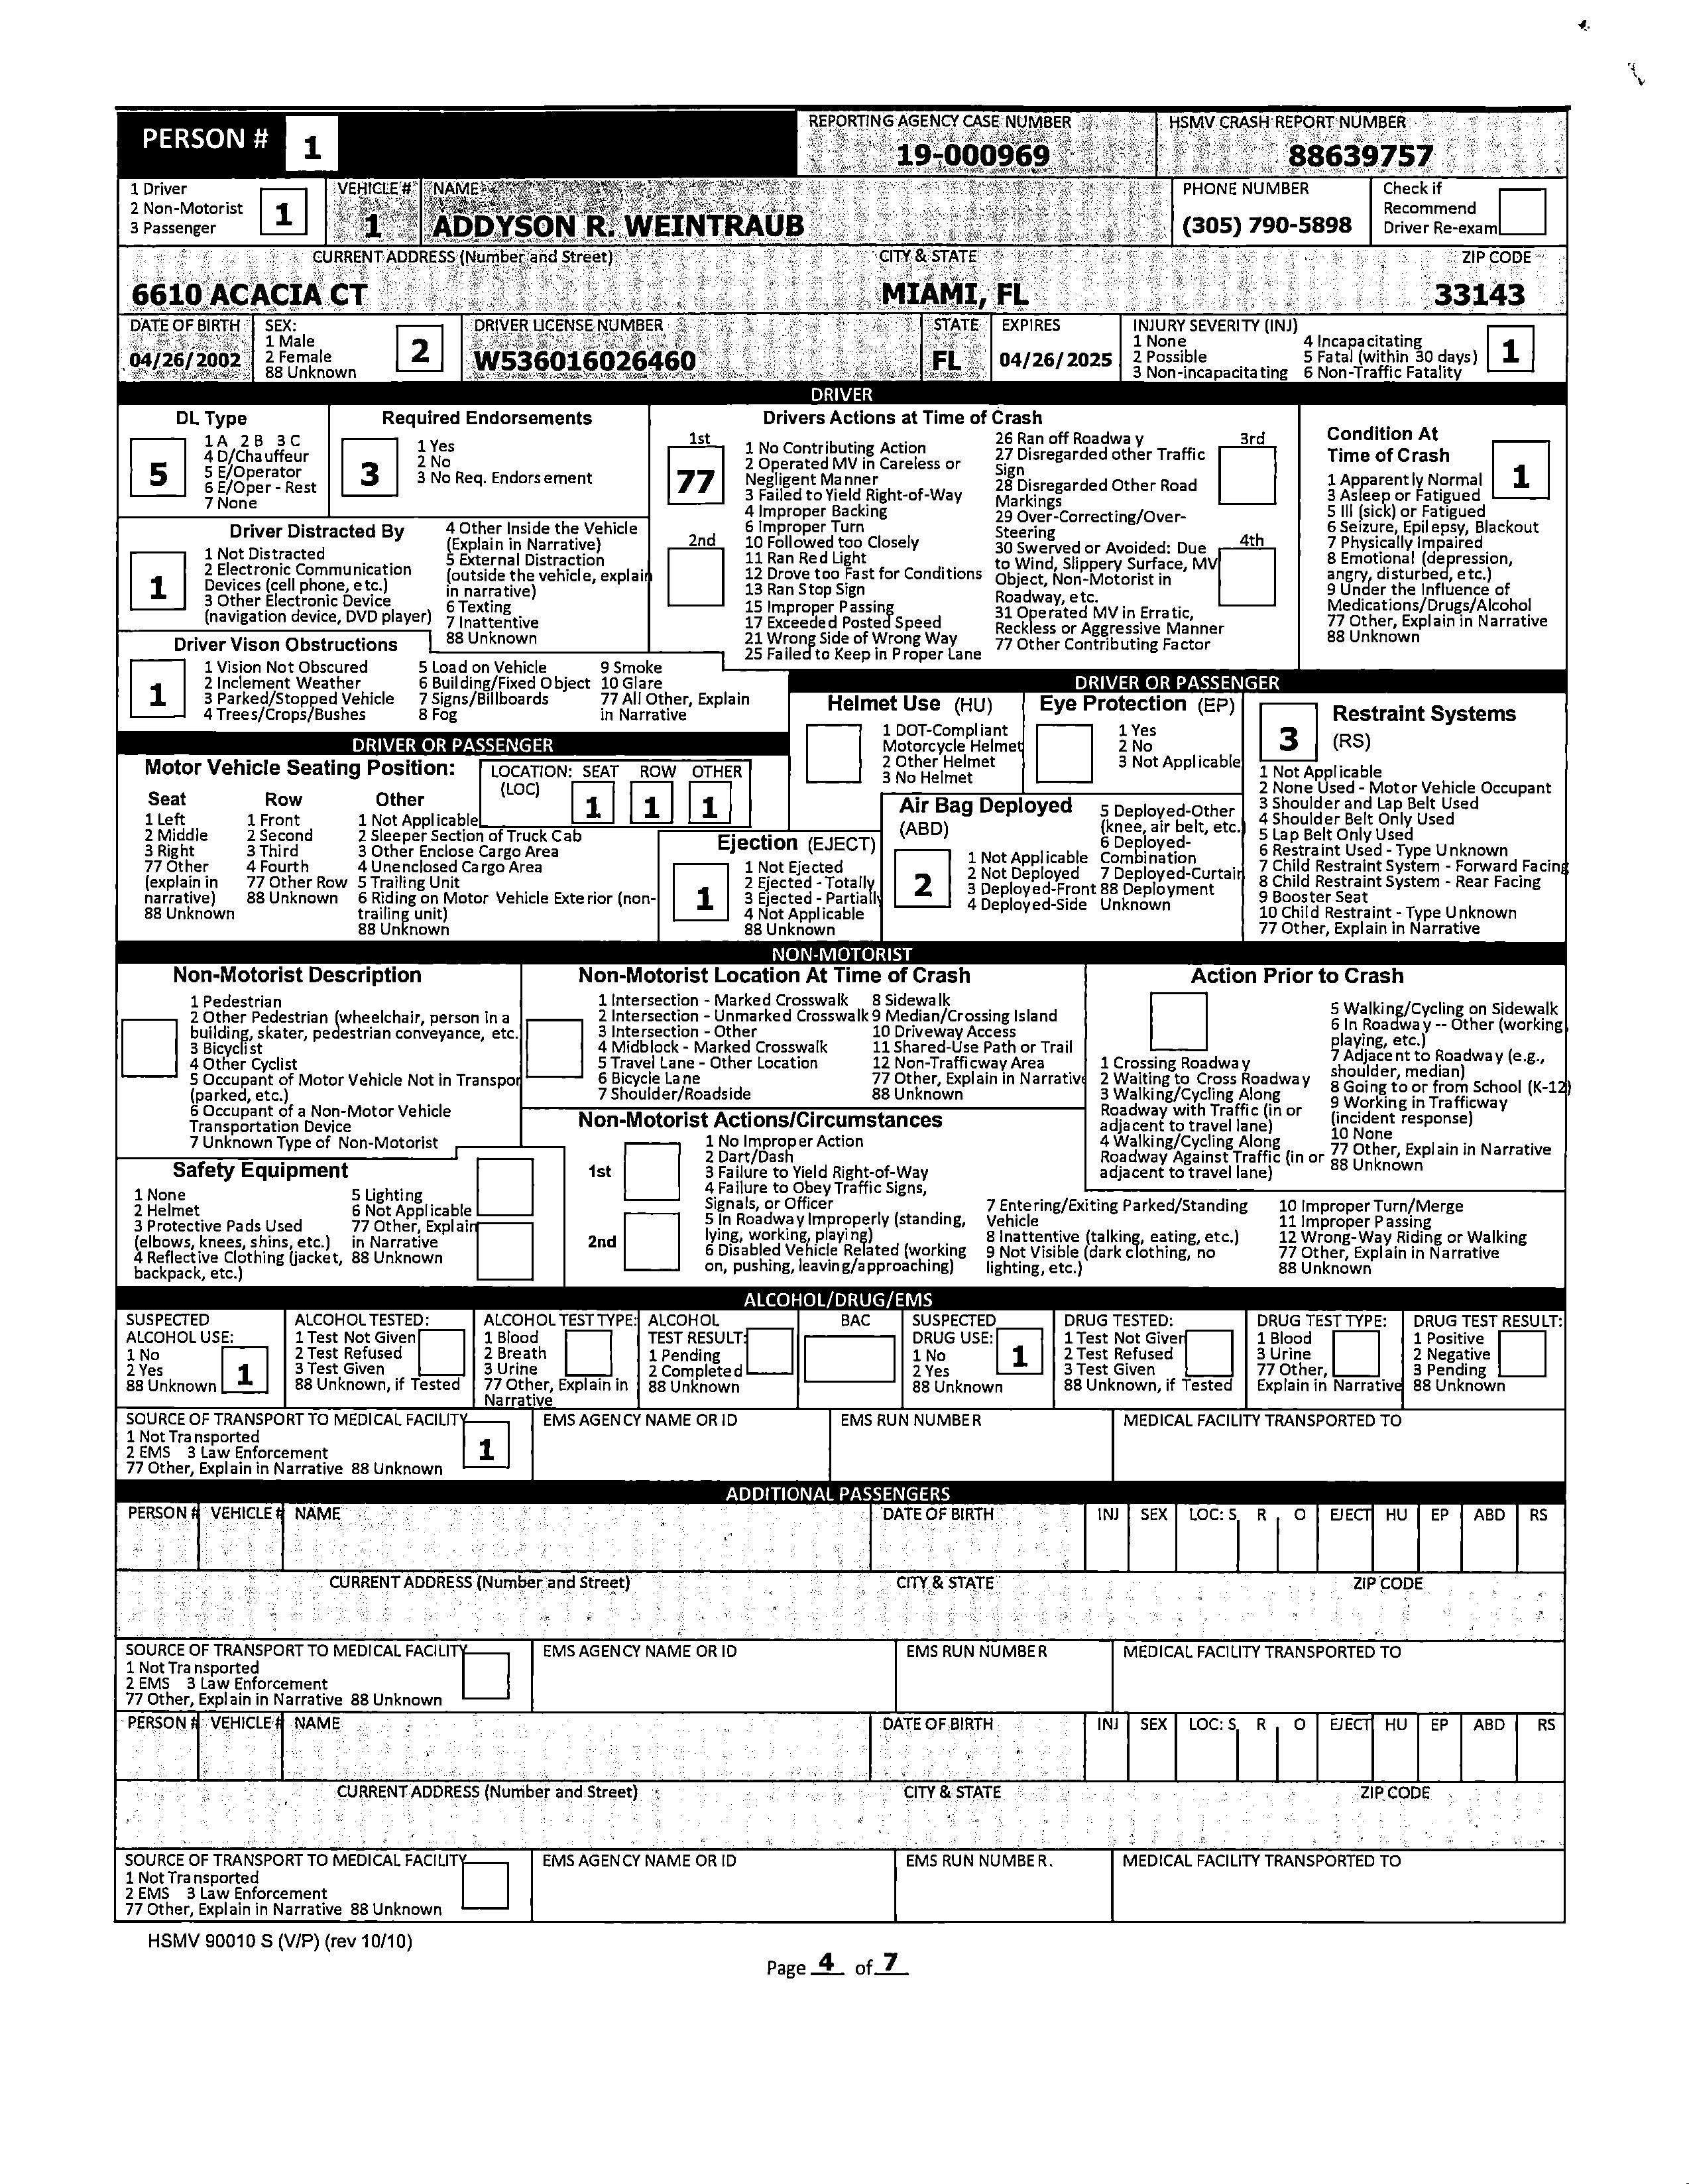 PERSON # 1
REPORTING AGENCY CASE NUMBER
19-000969
HSMV CRASH REPORT NUMBER
88639757
1 Driver
2 Non-Motorist
3 Passenger
1
VEHICLE #
1
NAME
ADDYSON R. WEINTRAUB
PHONE NUMBER
(305) 790-5898
Check if
Recommend
Driver Re-exam
CURRENT ADDRESS (Number and Street)
6610 ACACIA CT
CITY & STATE
MIAMI, FL
ZIP CODE
33143
DATE OF BIRTH
04/26/2002
SEX:
1 Male
2 Female
88 Unknown
2
DRIVER LICENSE NUMBER
W536016026460
STATE
FL
EXPIRES
04/26/2025
INJURY SEVERITY (INJ)
1 None
2 Possible
3 Non-incapacitating
4 Incapacitating
5 Fatal (within 30 days)
6 Non-Traffic Fatality
1
DRIVER
DL Type
5
1 A 2 B 3 C
4 D/Chauffeur
5 E/Operator
6 E/Oper - Rest
7 None
Required Endorsements
3
1 Yes
2 No
3 No Req. Endorsement
Driver Distracted By
1
1 Not Distracted
2 Electronic Communication
Devices (cell phone, etc.)
3 Other Electronic Device
(navigation device, DVD player)
4 Other Inside the Vehicle
(Explain in Narrative)
5 External Distraction
(outside the vehicle, explain
in narrative)
6 Texting
7 Inattentive
88 Unknown
Driver Vison Obstructions
1
1 Vision Not Obscured
2 Inclement Weather
3 Parked/Stopped Vehicle
4 Trees/Crops/Bushes
5 Load on Vehicle
6 Building/Fixed Object
7 Signs/Billboards
8 Fog
9 Smoke
10 Glare
77 All Other, Explain
in Narrative
Drivers Actions at Time of Crash
1st
77
2nd
1 No Contributing Action
2 Operated MV in Careless or
Negligent Manner
3 Failed to Yield Right-of-Way
4 Improper Backing
6 Improper Turn
10 Followed too Closely
11 Ran Red Light
12 Drove too Fast for Conditions
13 Ran Stop Sign
15 Improper Passing
17 Exceeded Posted Speed
21 Wrong Side of Wrong Way
25 Failed to Keep in Proper Lane
26 Ran off Roadway
27 Disregarded other Traffic
Sign
28 Disregarded Other Road
Markings
29 Over-Correcting/Over-
Steering
30 Swerved or Avoided: Due
to Wind, Slippery Surface, MV
Object, Non-Motorist in
Roadway, etc.
31 Operated MV in Erratic,
Reckless or Aggressive Manner
77 Other Contributing Factor
3rd
4th
Condition At
Time of Crash
1
1 Apparently Normal
3 Asleep or Fatigued
5 Ill (sick) or Fatigued
6 Seizure, Epilepsy, Blackout
7 Physically Impaired
8 Emotional (depression,
angry, disturbed, etc.)
9 Under the Influence of
Medications/Drugs/Alcohol
77 Other, Explain in Narrative
88 Unknown
DRIVER OR PASSENGER
Motor Vehicle Seating Position:
LOCATION: SEAT ROW OTHER
(LOC)
1 1 1
Seat
1 Left
2 Middle
3 Right
77 Other
(explain in
narrative)
88 Unknown
Row
1 Front
2 Second
3 Third
4 Fourth
77 Other Row
88 Unknown
Other
1 Not Applicable
2 Sleeper Section of Truck Cab
3 Other Enclose Cargo Area
4 Unenclosed Cargo Area
5 Trailing Unit
6 Riding on Motor Vehicle Exterior (non-
trailing unit)
88 Unknown
DRIVER OR PASSENGER
Helmet Use (HU)
1 DOT-Compliant
Motorcycle Helmet
2 Other Helmet
3 No Helmet
Eye Protection (EP)
1 Yes
2 No
3 Not Applicable
Ejection (EJECT)
1
1 Not Ejected
2 Ejected - Totally
3 Ejected - Partially
4 Not Applicable
88 Unknown
Air Bag Deployed
(ABD)
2
1 Not Applicable
2 Not Deployed
3 Deployed-Front
4 Deployed-Side
5 Deployed-Other
(knee, air belt, etc.)
6 Deployed-
Combination
7 Deployed-Curtain
88 Deployment
Unknown
3
Restraint Systems
(RS)
1 Not Applicable
2 None Used - Motor Vehicle Occupant
3 Shoulder and Lap Belt Used
4 Shoulder Belt Only Used
5 Lap Belt Only Used
6 Restraint Used - Type Unknown
7 Child Restraint System - Forward Facing
8 Child Restraint System - Rear Facing
9 Booster Seat
10 Child Restraint - Type Unknown
77 Other, Explain in Narrative
NON-MOTORIST
Non-Motorist Description
1 Pedestrian
2 Other Pedestrian (wheelchair, person in a
building, skater, pedestrian conveyance, etc.
3 Bicyclist
4 Other Cyclist
5 Occupant of Motor Vehicle Not in Transpor
(parked, etc.)
6 Occupant of a Non-Motor Vehicle
Transportation Device
7 Unknown Type of Non-Motorist
Safety Equipment
1 None
2 Helmet
3 Protective Pads Used
(elbows, knees, shins, etc.)
4 Reflective Clothing (jacket,
backpack, etc.)
5 Lighting
6 Not Applicable
77 Other, Explain
in Narrative
88 Unknown
Non-Motorist Location At Time of Crash
1 Intersection - Marked Crosswalk
2 Intersection - Unmarked Crosswalk
3 Intersection - Other
4 Midblock - Marked Crosswalk
5 Travel Lane - Other Location
6 Bicycle Lane
7 Shoulder/Roadside
8 Sidewalk
9 Median/Crossing Island
10 Driveway Access
11 Shared-Use Path or Trail
12 Non-Trafficway Area
77 Other, Explain in Narrative
88 Unknown
Non-Motorist Actions/Circumstances
1st
2nd
1 No Improper Action
2 Dart/Dash
3 Failure to Yield Right-of-Way
4 Failure to Obey Traffic Signs,
Signals, or Officer
5 In Roadway Improperly (standing,
lying, working, playing)
6 Disabled Vehicle Related (working
on, pushing, leaving/approaching)
7 Entering/Exiting Parked/Standing
Vehicle
8 Inattentive (talking, eating, etc.)
9 Not Visible (dark clothing, no
lighting, etc.)
10 Improper Turn/Merge
11 Improper Passing
12 Wrong-Way Riding or Walking
77 Other, Explain in Narrative
88 Unknown
Action Prior to Crash
1 Crossing Roadway
2 Waiting to Cross Roadway
3 Walking/Cycling Along
Roadway with Traffic (in or
adjacent to travel lane)
4 Walking/Cycling Along
Roadway Against Traffic (in or
adjacent to travel lane)
5 Walking/Cycling on Sidewalk
6 In Roadway -- Other (working
playing, etc.)
7 Adjacent to Roadway (e.g.,
shoulder, median)
8 Going to or from School (K-12)
9 Working in Trafficway
(incident response)
10 None
77 Other, Explain in Narrative
88 Unknown
ALCOHOL/DRUG/EMS
SUSPECTED
ALCOHOL USE:
1 No
2 Yes
88 Unknown
1
ALCOHOL TESTED:
1 Test Not Given
2 Test Refused
3 Test Given
88 Unknown, if Tested
ALCOHOL TEST TYPE:
1 Blood
2 Breath
3 Urine
77 Other, Explain in
Narrative
ALCOHOL
TEST RESULT:
1 Pending
2 Completed
88 Unknown
BAC
SUSPECTED
DRUG USE:
1 No
2 Yes
88 Unknown
1
DRUG TESTED:
1 Test Not Given
2 Test Refused
3 Test Given
88 Unknown, if Tested
DRUG TEST TYPE:
1 Blood
3 Urine
77 Other,
Explain in Narrative
DRUG TEST RESULT:
1 Positive
2 Negative
3 Pending
88 Unknown
SOURCE OF TRANSPORT TO MEDICAL FACILITY
1 Not Transported
2 EMS 3 Law Enforcement
77 Other, Explain in Narrative 88 Unknown
1
EMS AGENCY NAME OR ID
EMS RUN NUMBER
MEDICAL FACILITY TRANSPORTED TO
ADDITIONAL PASSENGERS
PERSON # VEHICLE # NAME DATE OF BIRTH INJ SEX LOC: S R O EJECT HU EP ABD RS
CURRENT ADDRESS (Number and Street) CITY & STATE ZIP CODE
SOURCE OF TRANSPORT TO MEDICAL FACILITY
1 Not Transported
2 EMS 3 Law Enforcement
77 Other, Explain in Narrative 88 Unknown
EMS AGENCY NAME OR ID
EMS RUN NUMBER
MEDICAL FACILITY TRANSPORTED TO
PERSON # VEHICLE # NAME DATE OF BIRTH INJ SEX LOC: S R O EJECT HU EP ABD RS
CURRENT ADDRESS (Number and Street) CITY & STATE ZIP CODE
SOURCE OF TRANSPORT TO MEDICAL FACILITY
1 Not Transported
2 EMS 3 Law Enforcement
77 Other, Explain in Narrative 88 Unknown
EMS AGENCY NAME OR ID
EMS RUN NUMBER.
MEDICAL FACILITY TRANSPORTED TO
HSMV 90010 S (V/P) (rev 10/10)
Page 4 of 7